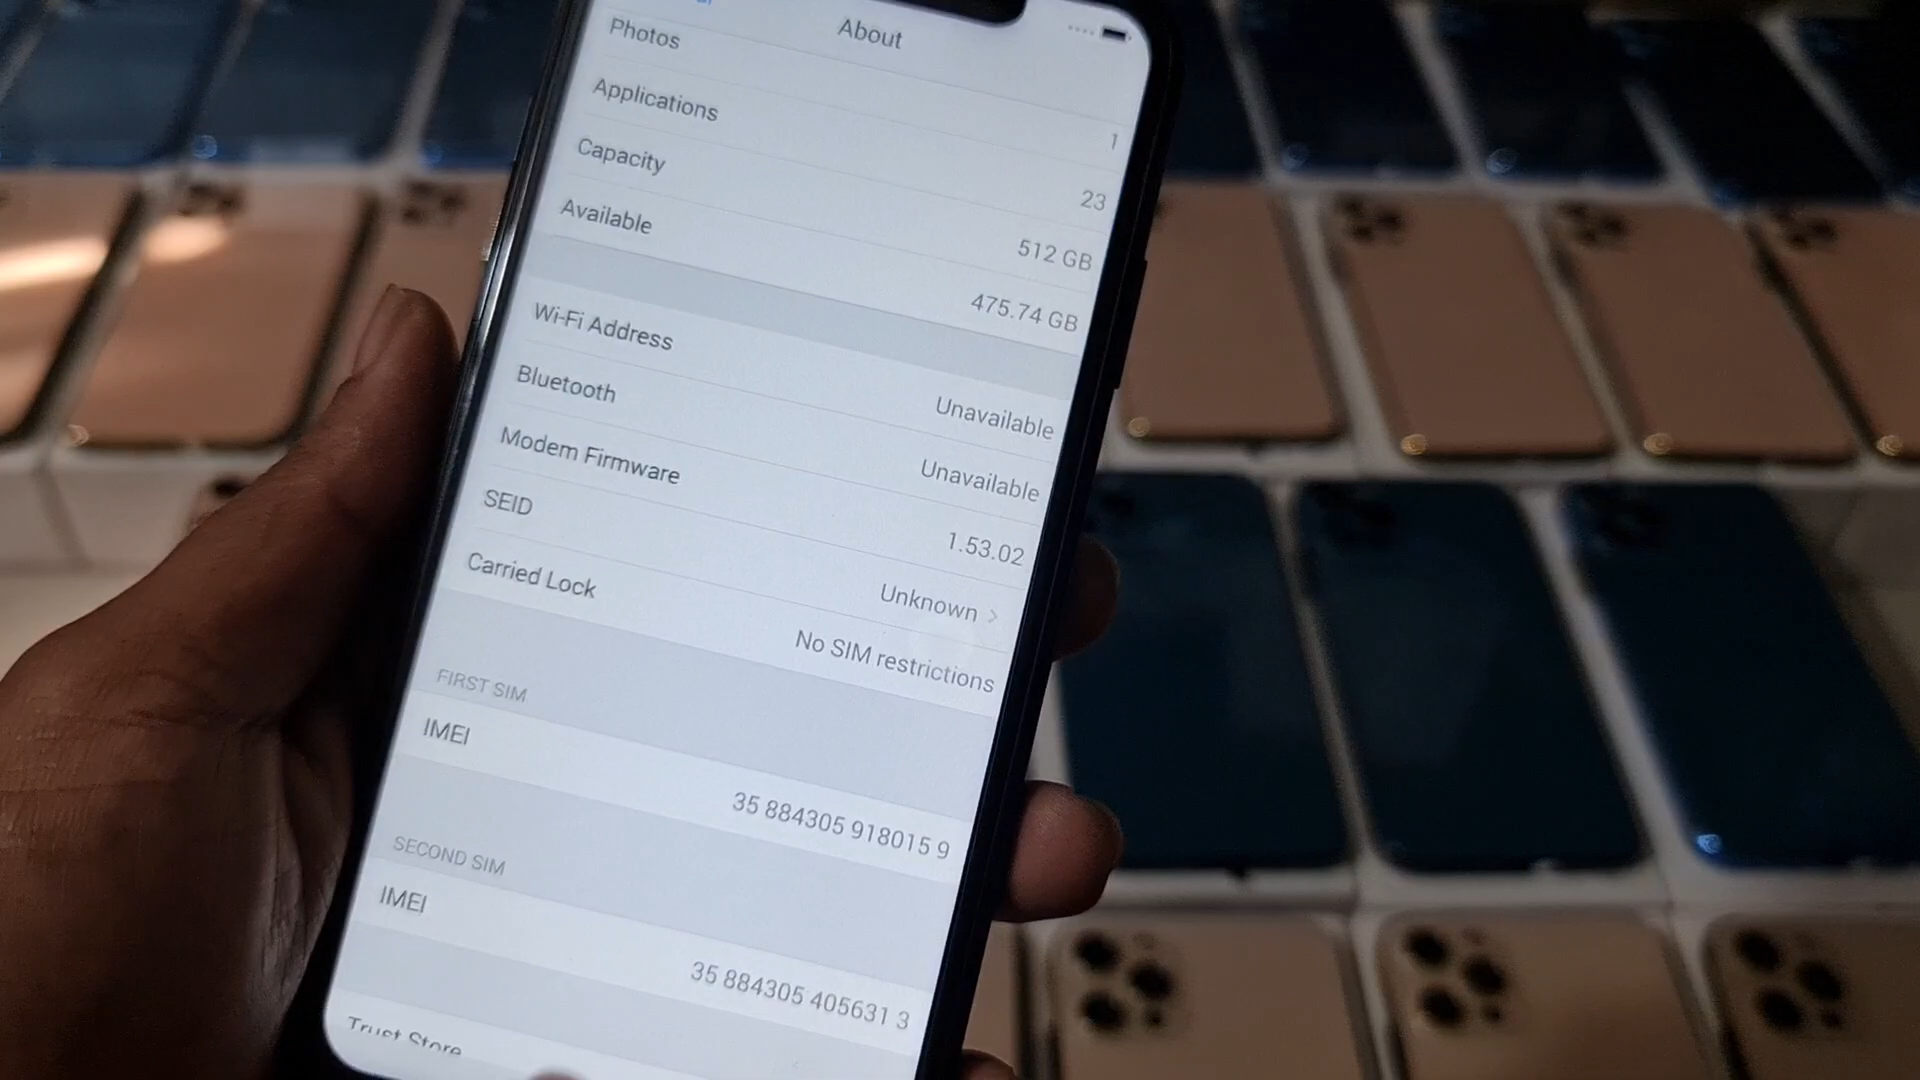 About
Photos
1
Applications
23
Capacity
512 GB
Available
475.74 GB
Wi-Fi Address
Unavailable
Bluetooth
Unavailable
Modem Firmware
1.53.02
SEID
Unknown
Carried Lock
No SIM restrictions
FIRST SIM
IMEI
35 884305 918015 9
SECOND SIM
IMEI
35 884305 405631 3
Trust Store